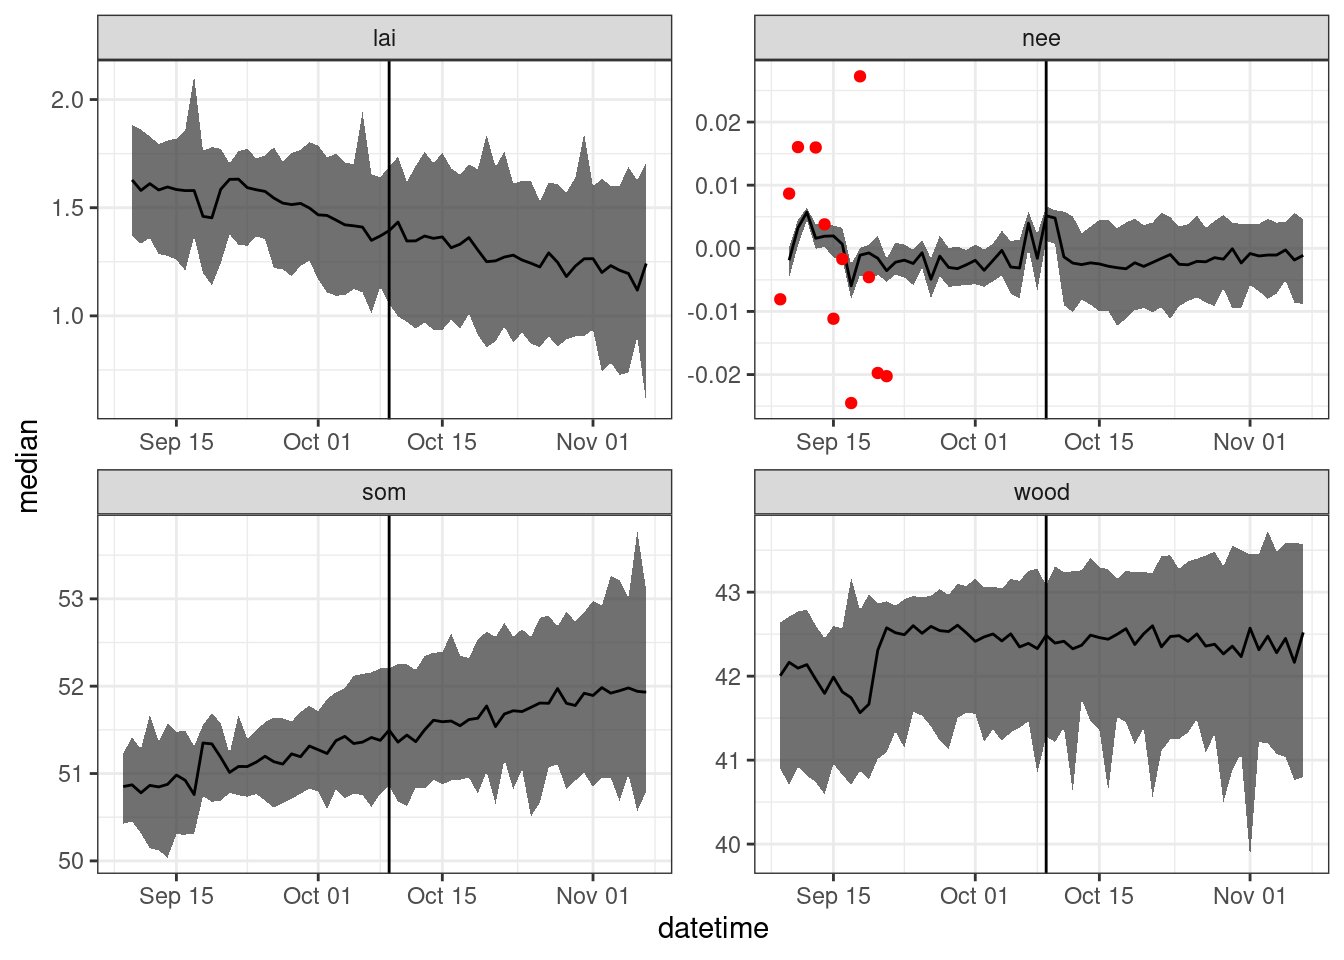 lai
nee
2.0
1.5
1.0
0.02
0.01
0.00
-0.01
-0.02
Sep 15 Oct 01 Oct 15 Nov 01
Sep 15 Oct 01 Oct 15 Nov 01
median
som
wood
53
52
51
50
43
42
41
40
Sep 15 Oct 01 Oct 15 Nov 01
Sep 15 Oct 01 Oct 15 Nov 01
datetime